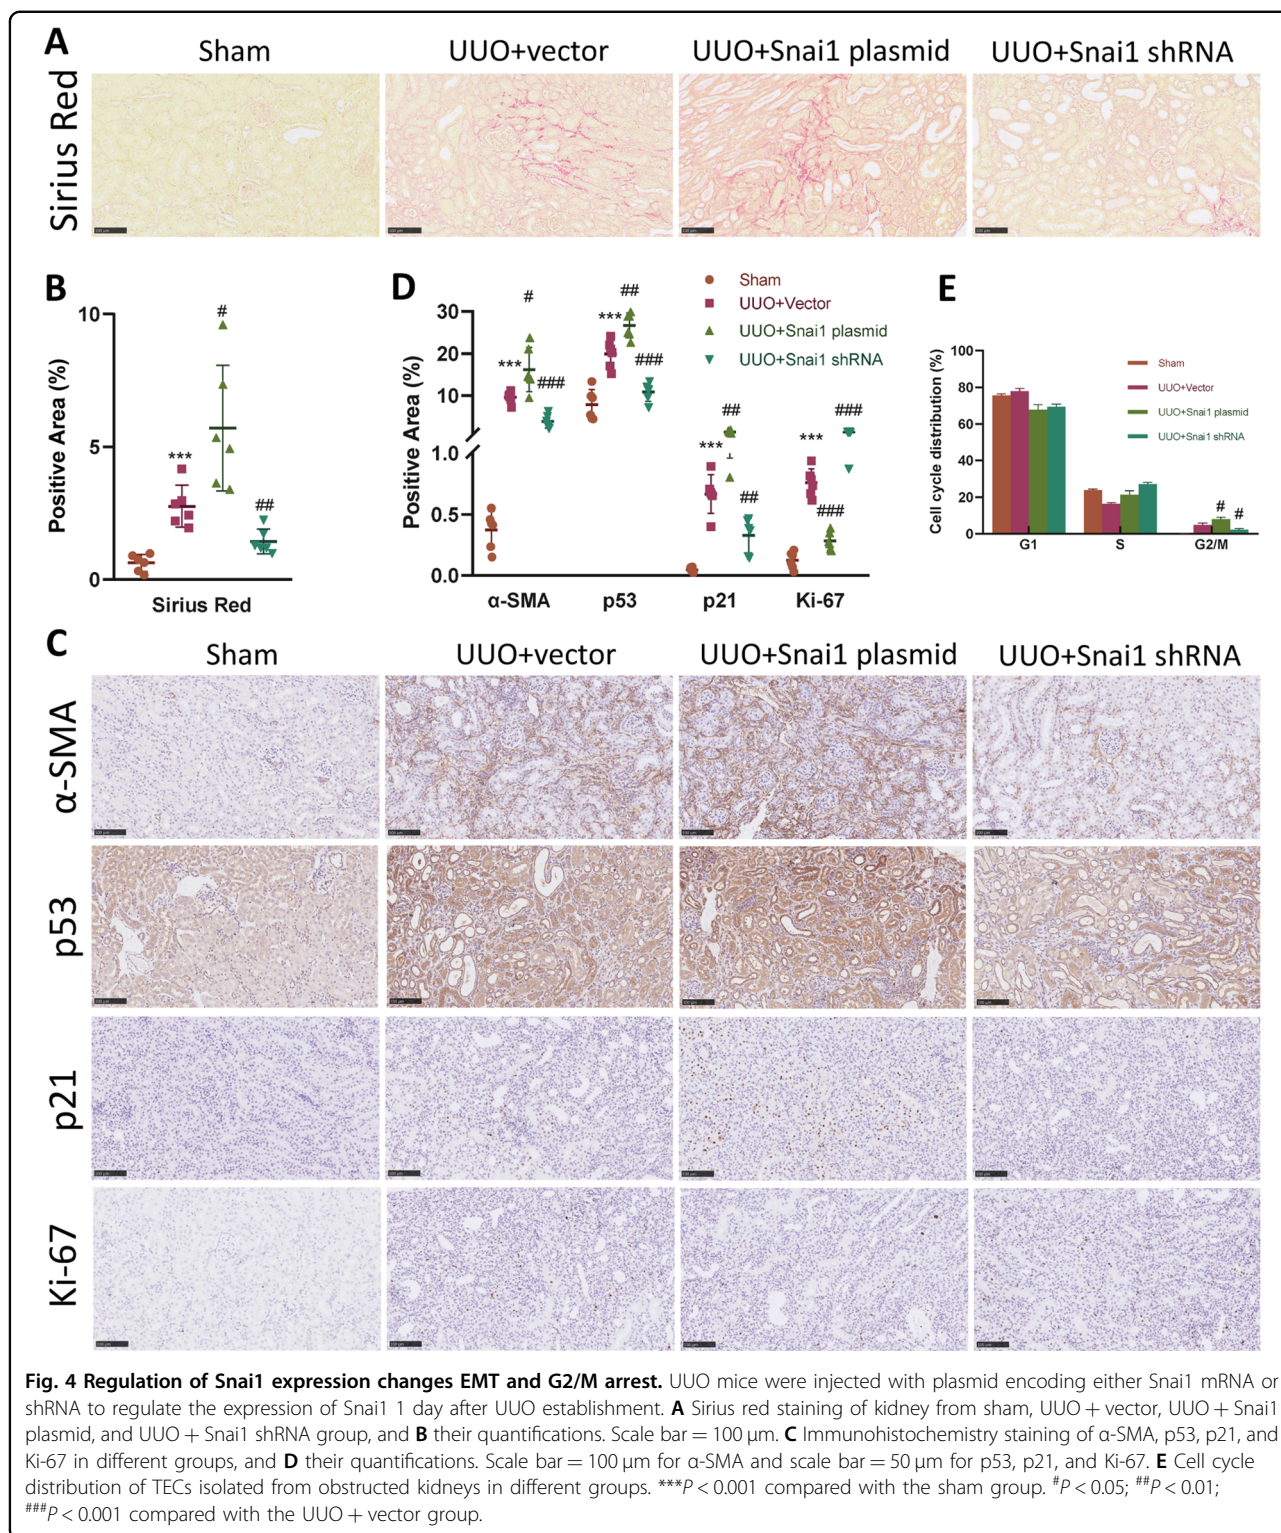 A
Sham
UUO+vector
UUO+Snai1 plasmid
UUO+Snai1 shRNA
Sirius Red
B
Positive Area (%)
10
5
0
***
#
##
Sirius Red
D
Positive Area (%)
30
20
10
1.0
0.5
0.0
***
#
###
***
##
###
***
##
##
***
###
###
α-SMA
p53
p21
Ki-67
Sham
UUO+Vector
UUO+Snai1 plasmid
UUO+Snai1 shRNA
E
Cell cycle distribution (%)
100
80
60
40
20
0
G1
S
G2/M
#
#
Sham
UUO+Vector
UUO+Snai1 plasmid
UUO+Snai1 shRNA
C
Sham
UUO+vector
UUO+Snai1 plasmid
UUO+Snai1 shRNA
α-SMA
p53
p21
Ki-67
Fig. 4 Regulation of Snai1 expression changes EMT and G2/M arrest. UUO mice were injected with plasmid encoding either Snai1 mRNA or
shRNA to regulate the expression of Snai1 1 day after UUO establishment. A Sirius red staining of kidney from sham, UUO + vector, UUO + Snai1
plasmid, and UUO + Snai1 shRNA group, and B their quantifications. Scale bar = 100 μm. C Immunohistochemistry staining of α-SMA, p53, p21, and
Ki-67 in different groups, and D their quantifications. Scale bar = 100 μm for α-SMA and scale bar = 50 μm for p53, p21, and Ki-67. E Cell cycle
distribution of TECs isolated from obstructed kidneys in different groups. ***P < 0.001 compared with the sham group. #P < 0.05; ##P < 0.01;
###P < 0.001 compared with the UUO + vector group.